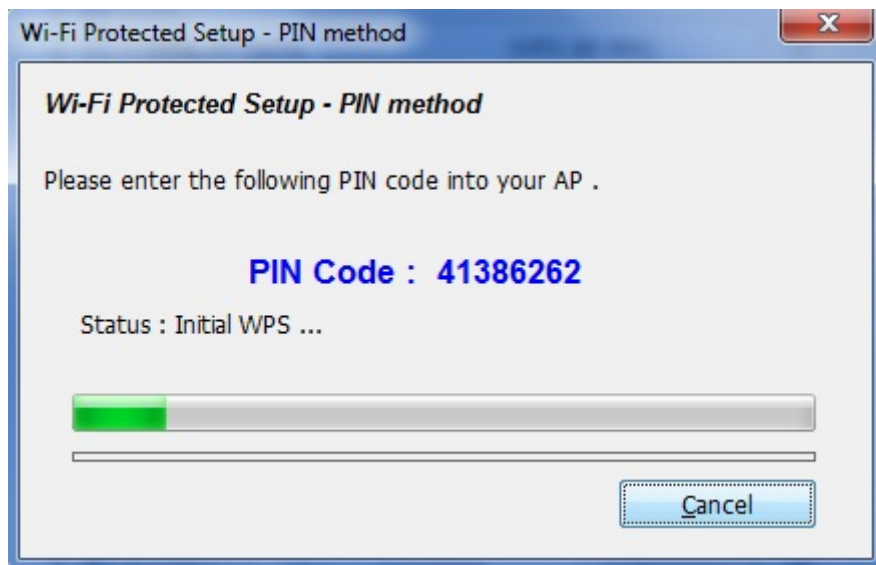 Wi-Fi Protected Setup - PIN method
Wi-Fi Protected Setup - PIN method
Please enter the following PIN code into your AP .
PIN Code : 41386262
Status : Initial WPS ...
Cancel